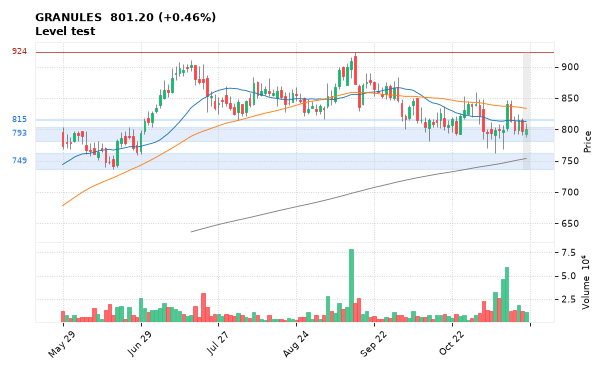 GRANULES 801.20 (+0.46%)
Level test
924
815
793
749
900
850
800
750
700
650
Price
7.5
5.0
2.5
Volume 10⁶
May 29
Jun 29
Jul 27
Aug 24
Sep 22
Oct 22